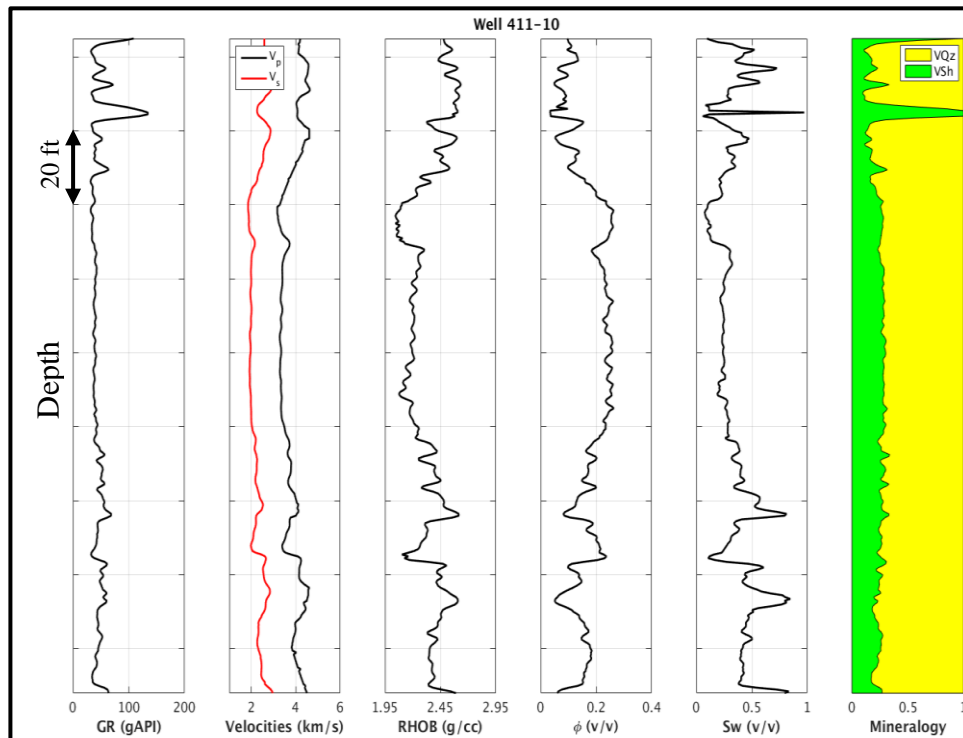 Well 411-10
Vp
Vs
VQz
VSh
20 ft
Depth
0 100 200
GR (gAPI)
0 2 4 6
Velocities (km/s)
1.95 2.45 2.95
RHOB (g/cc)
0 0.2 0.4
ϕ (v/v)
0 0.5 1
Sw (v/v)
0 1
Mineralogy